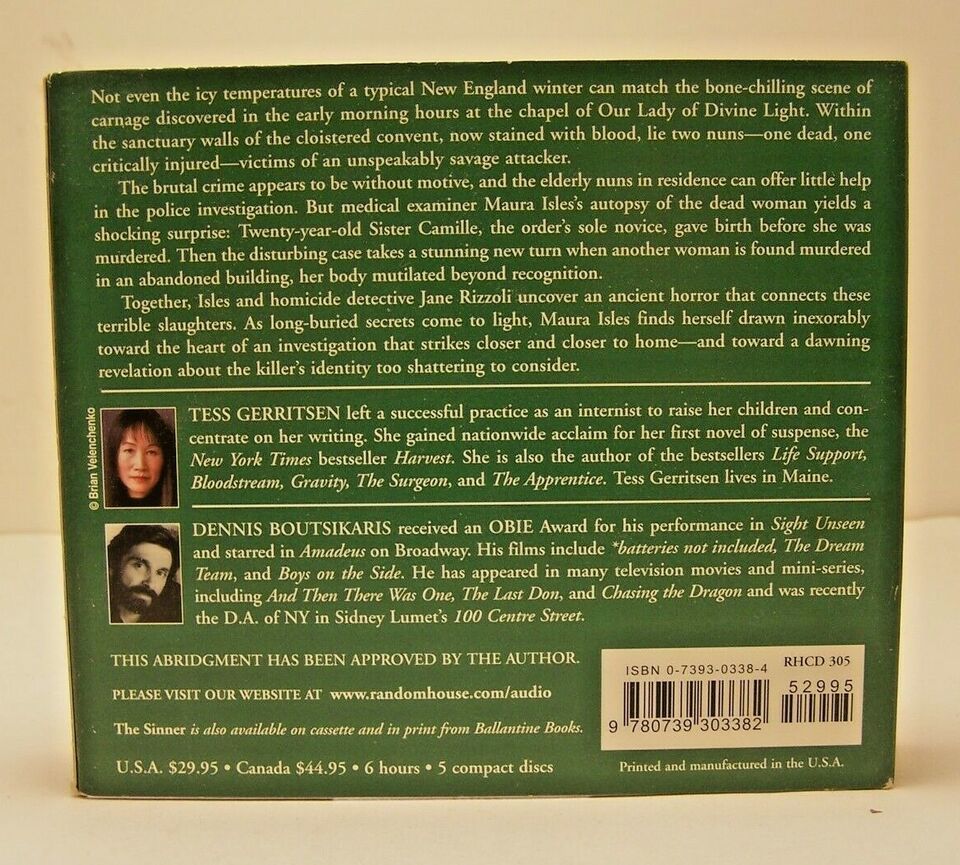 Not even the icy temperatures of a typical New England winter can match the bone-chilling scene of
carnage discovered in the early morning hours at the chapel of Our Lady of Divine Light. Within
the sanctuary walls of the cloistered convent, now stained with blood, lie two nuns—one dead, one
critically injured—victims of an unspeakably savage attacker.
The brutal crime appears to be without motive, and the elderly nuns in residence can offer little help
in the police investigation. But medical examiner Maura Isles's autopsy of the dead woman yields a
shocking surprise: Twenty-year-old Sister Camille, the order's sole novice, gave birth before she was
murdered. Then the disturbing case takes a stunning new turn when another woman is found murdered
in an abandoned building, her body mutilated beyond recognition.
Together, Isles and homicide detective Jane Rizzoli uncover an ancient horror that connects these
terrible slaughters. As long-buried secrets come to light, Maura Isles finds herself drawn inexorably
toward the heart of an investigation that strikes closer and closer to home—and toward a dawning
revelation about the killer's identity too shattering to consider.
© Brian Velenchenko
TESS GERRITSEN left a successful practice as an internist to raise her children and con-
centrate on her writing. She gained nationwide acclaim for her first novel of suspense, the
New York Times bestseller Harvest. She is also the author of the bestsellers Life Support,
Bloodstream, Gravity, The Surgeon, and The Apprentice. Tess Gerritsen lives in Maine.
DENNIS BOUTSIKARIS received an OBIE Award for his performance in Sight Unseen
and starred in Amadeus on Broadway. His films include *batteries not included, The Dream
Team, and Boys on the Side. He has appeared in many television movies and mini-series,
including And Then There Was One, The Last Don, and Chasing the Dragon and was recently
the D.A. of NY in Sidney Lumet's 100 Centre Street.
THIS ABRIDGMENT HAS BEEN APPROVED BY THE AUTHOR.
PLEASE VISIT OUR WEBSITE AT www.randomhouse.com/audio
The Sinner is also available on cassette and in print from Ballantine Books.
U.S.A. $29.95 • Canada $44.95 • 6 hours • 5 compact discs
ISBN 0-7393-0338-4 RHCD 305
52995
9 780739 303382
Printed and manufactured in the U.S.A.